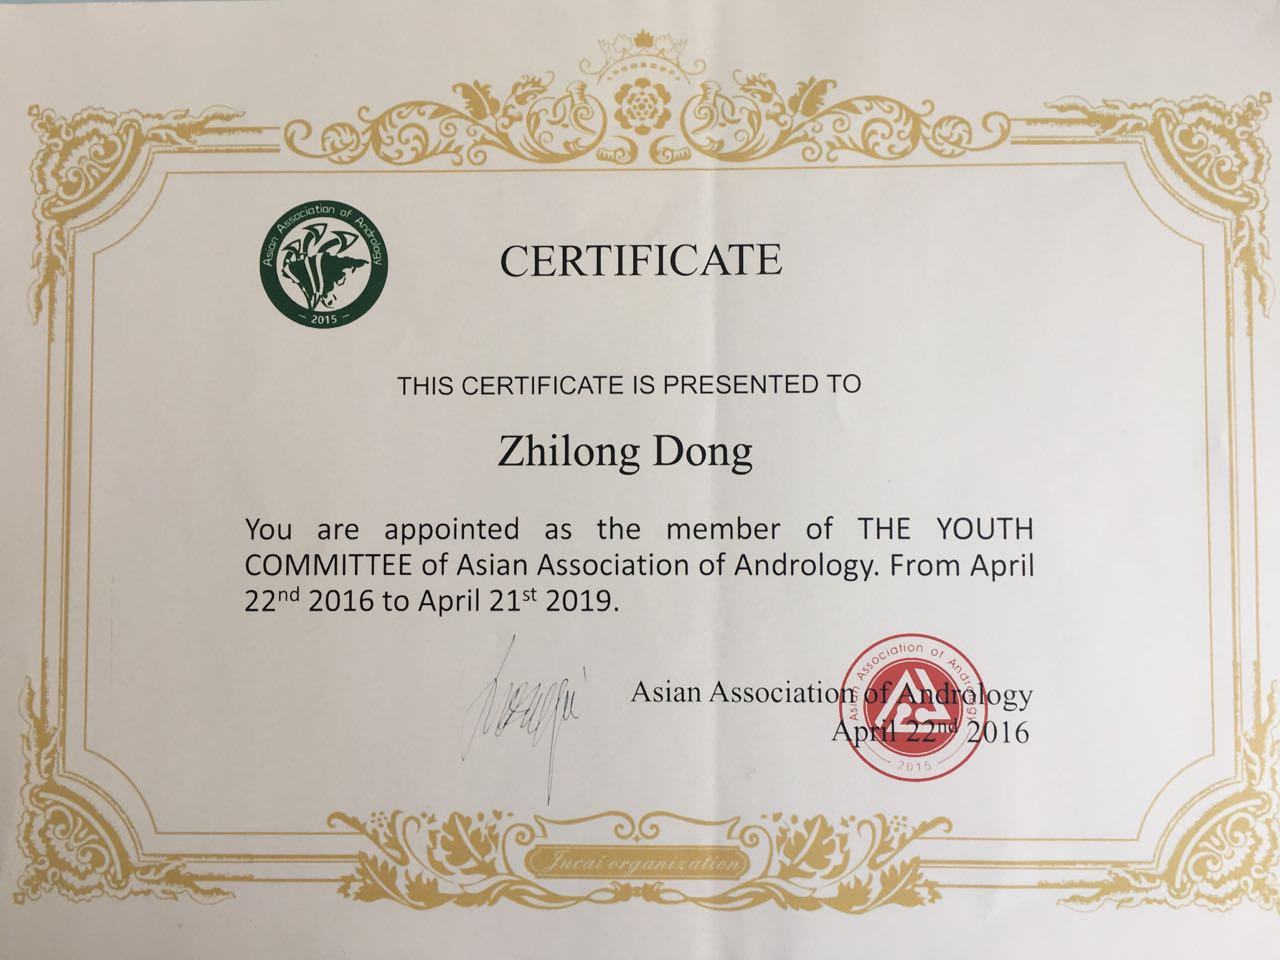 Asian Association of Andrology
2015
CERTIFICATE
THIS CERTIFICATE IS PRESENTED TO
Zhilong Dong
You are appointed as the member of THE YOUTH
COMMITTEE of Asian Association of Andrology. From April
22nd 2016 to April 21st 2019.
Asian Association of Andrology
April 22nd 2016
Asian Association of Andrology
2015
Jucai organization